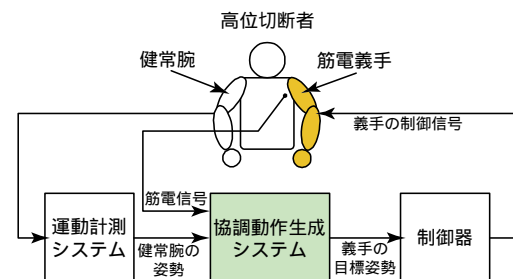 高位切断者
健常腕
筋電義手
義手の制御信号
筋電信号
運動計測
システム
健常腕の
姿勢
協調動作生成
システム
義手の
目標姿勢
制御器